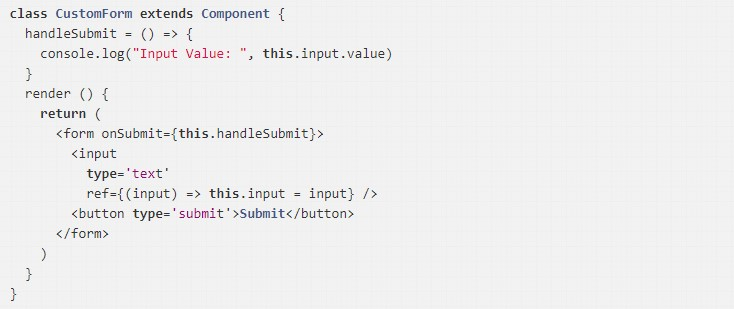 class CustomForm extends Component {
  handleSubmit = () => {
    console.log("Input Value: ", this.input.value)
  }
  render () {
    return (
      <form onSubmit={this.handleSubmit}>
        <input
          type='text'
          ref={(input) => this.input = input} />
        <button type='submit'>Submit</button>
      </form>
    )
  }
}